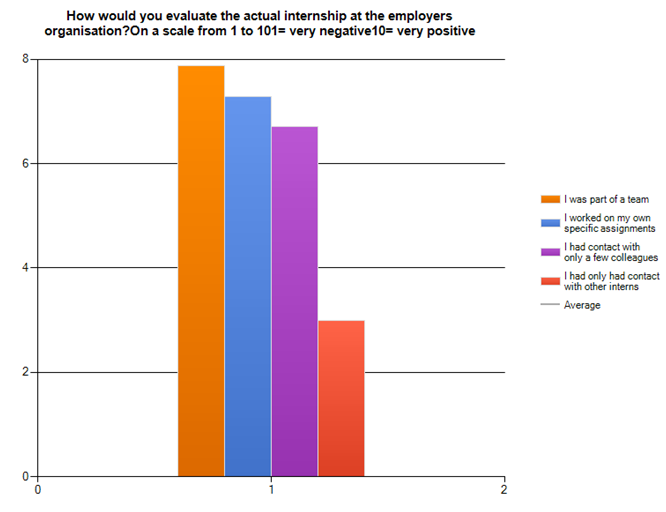 How would you evaluate the actual internship at the employers
organisation?On a scale from 1 to 101= very negative10= very positive
8
6
4
2
0
0
1
2
I was part of a team
I worked on my own
specific assignments
I had contact with
only a few colleagues
I had only had contact
with other interns
Average